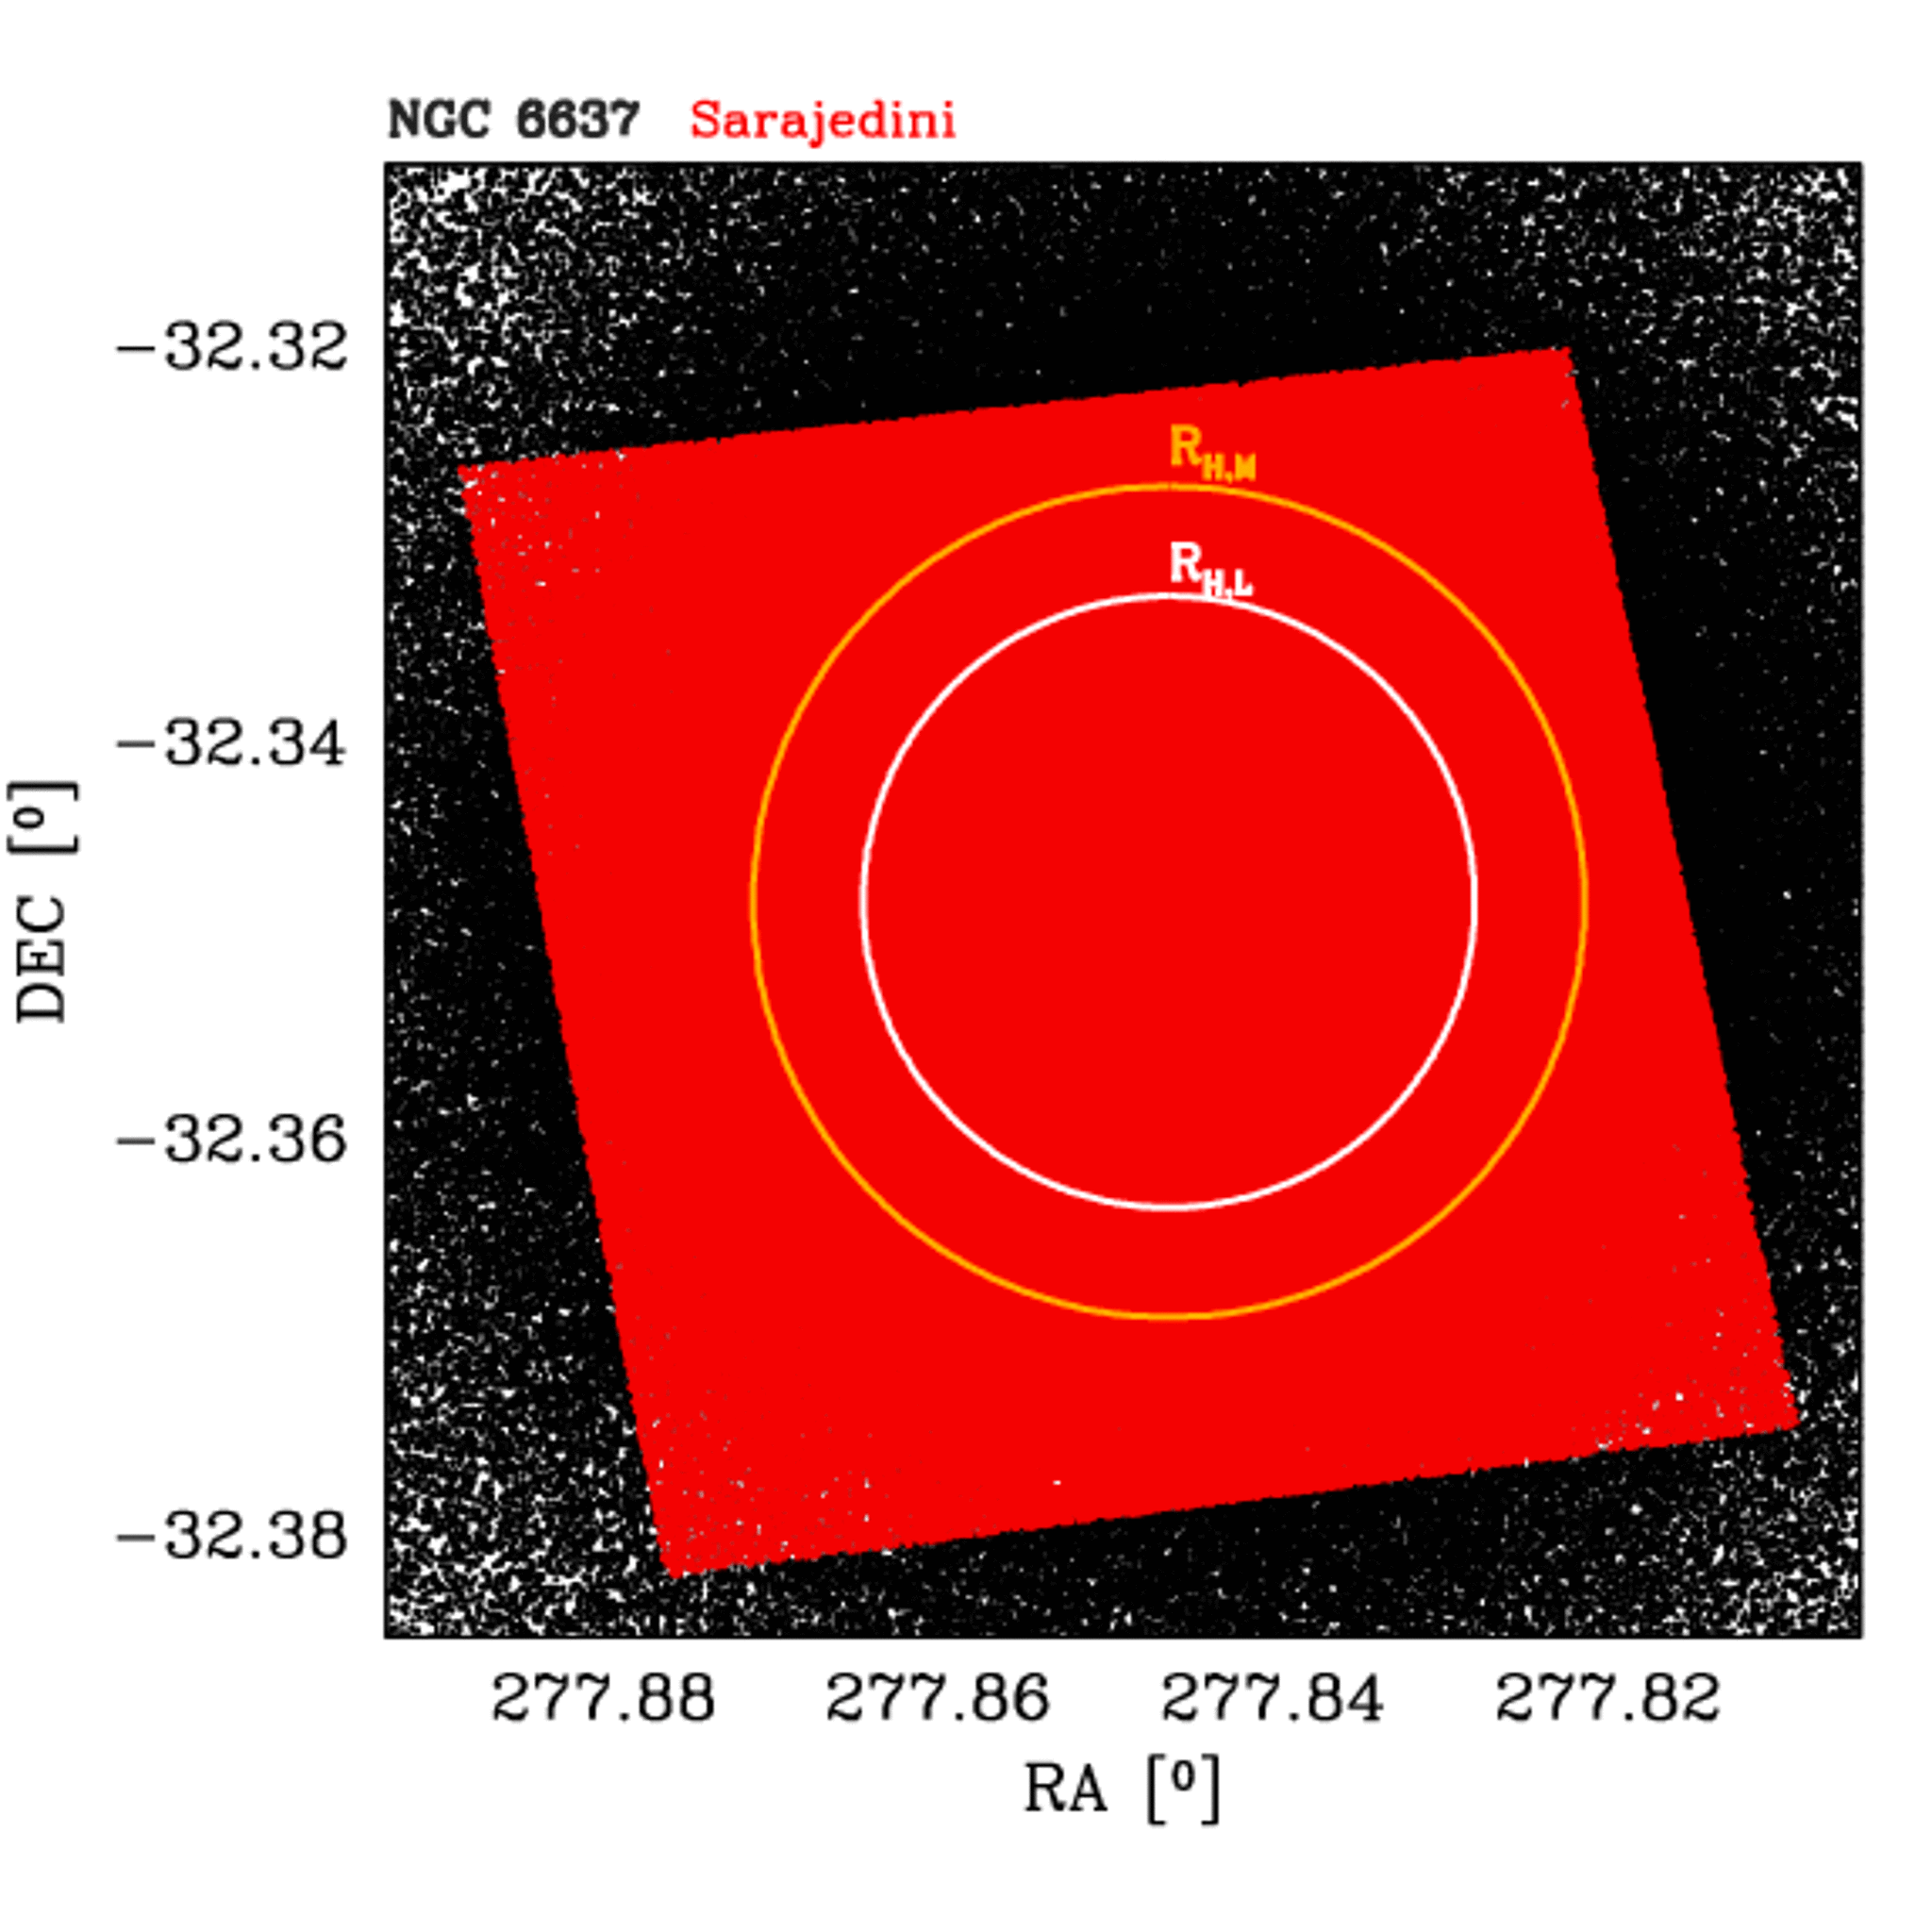 NGC 6637 Sarajedini
R_H,M
R_H,L
−32.32
−32.34
−32.36
−32.38
DEC [º]
277.88 277.86 277.84 277.82
RA [º]